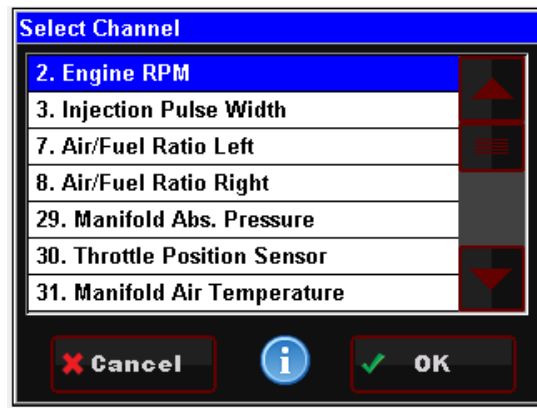 Select Channel
2. Engine RPM
3. Injection Pulse Width
7. Air/Fuel Ratio Left
8. Air/Fuel Ratio Right
29. Manifold Abs. Pressure
30. Throttle Position Sensor
31. Manifold Air Temperature
Cancel i OK